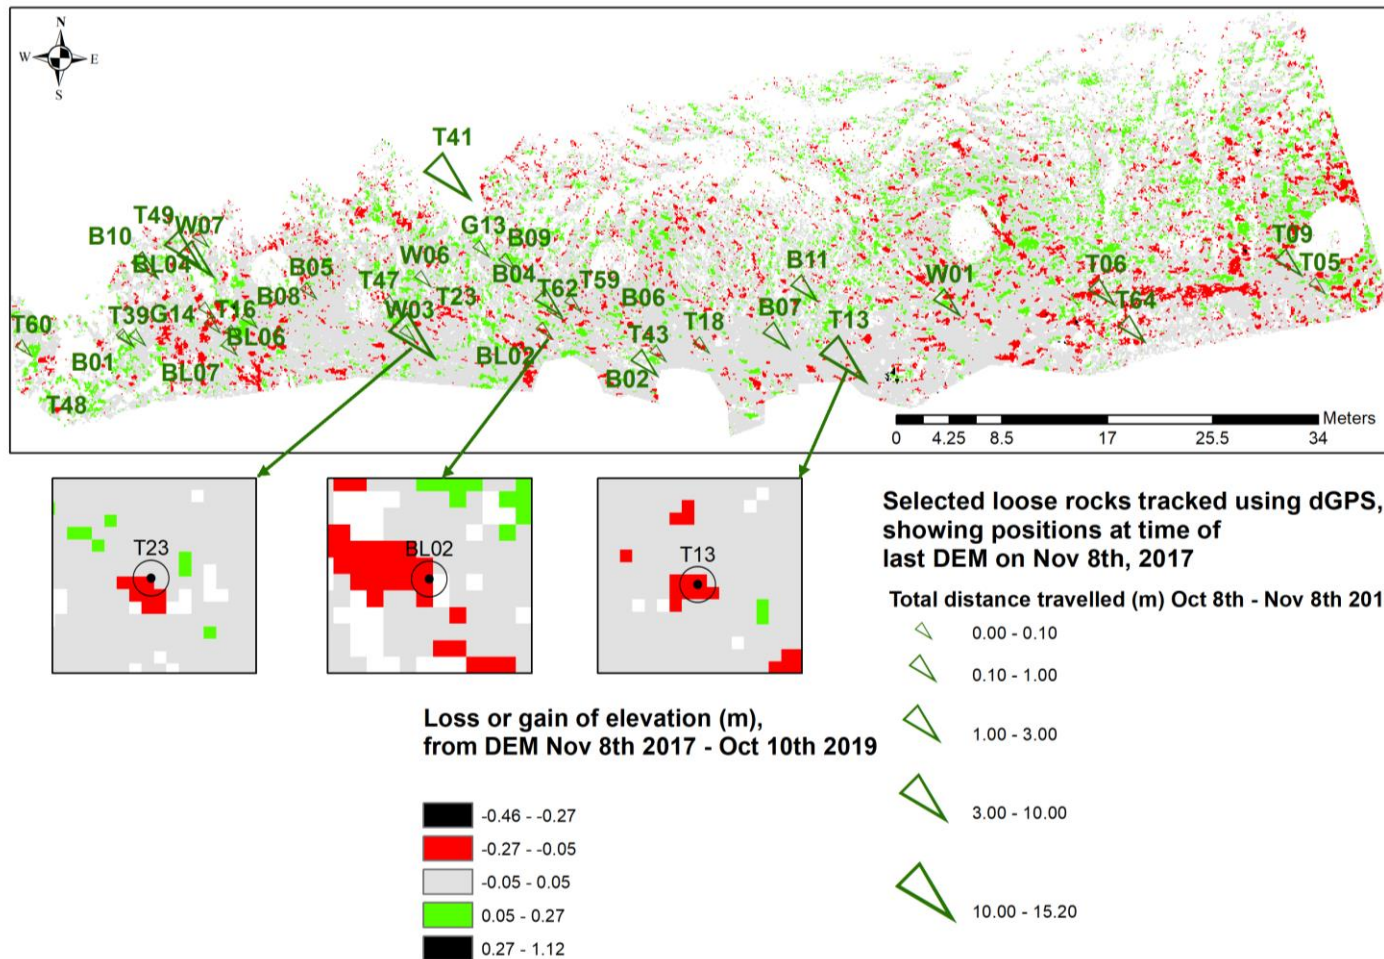 N
W E
S
T41
T49 W07
B10
BL04
G13
B09
W06
B04
B05
B08
T47
T23
W03
T62
T59
B06
B11
B07
T13
W01
T06
T64
T09
T05
T60
T39 G14
T16
BL06
B01
BL07
T48
BL02
T43
B02
T18
Meters
0 4.25 8.5 17 25.5 34
T23
BL02
T13
Selected loose rocks tracked using dGPS,
showing positions at time of
last DEM on Nov 8th, 2017
Total distance travelled (m) Oct 8th - Nov 8th 201
0.00 - 0.10
0.10 - 1.00
1.00 - 3.00
3.00 - 10.00
10.00 - 15.20
Loss or gain of elevation (m),
from DEM Nov 8th 2017 - Oct 10th 2019
-0.46 - -0.27
-0.27 - -0.05
-0.05 - 0.05
0.05 - 0.27
0.27 - 1.12